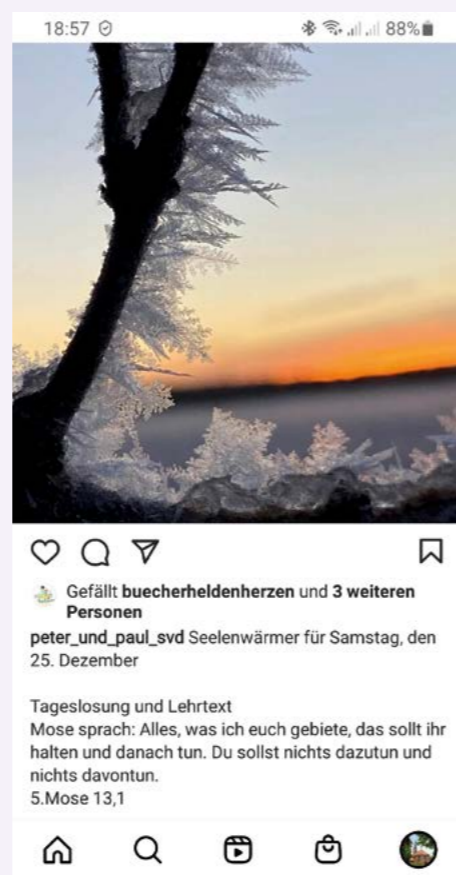 18:57 88%
Gefällt buecherheldenherzen und 3 weiteren
Personen
peter_und_paul_svd Seelenwärmer für Samstag, den
25. Dezember
Tageslosung und Lehrtext
Mose sprach: Alles, was ich euch gebiete, das sollt ihr
halten und danach tun. Du sollst nichts dazutun und
nichts davontun.
5.Mose 13,1